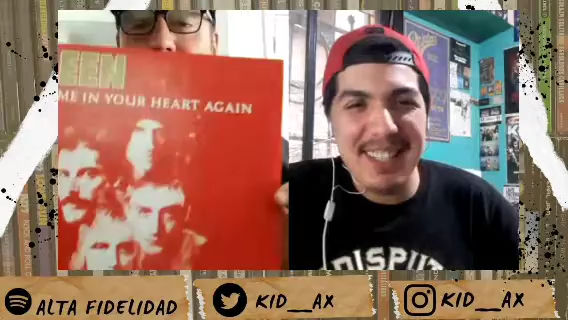 EEN
ME IN YOUR HEART AGAIN
DISPUT
ALTA FIDELIDAD
KID__AX
KID__AX